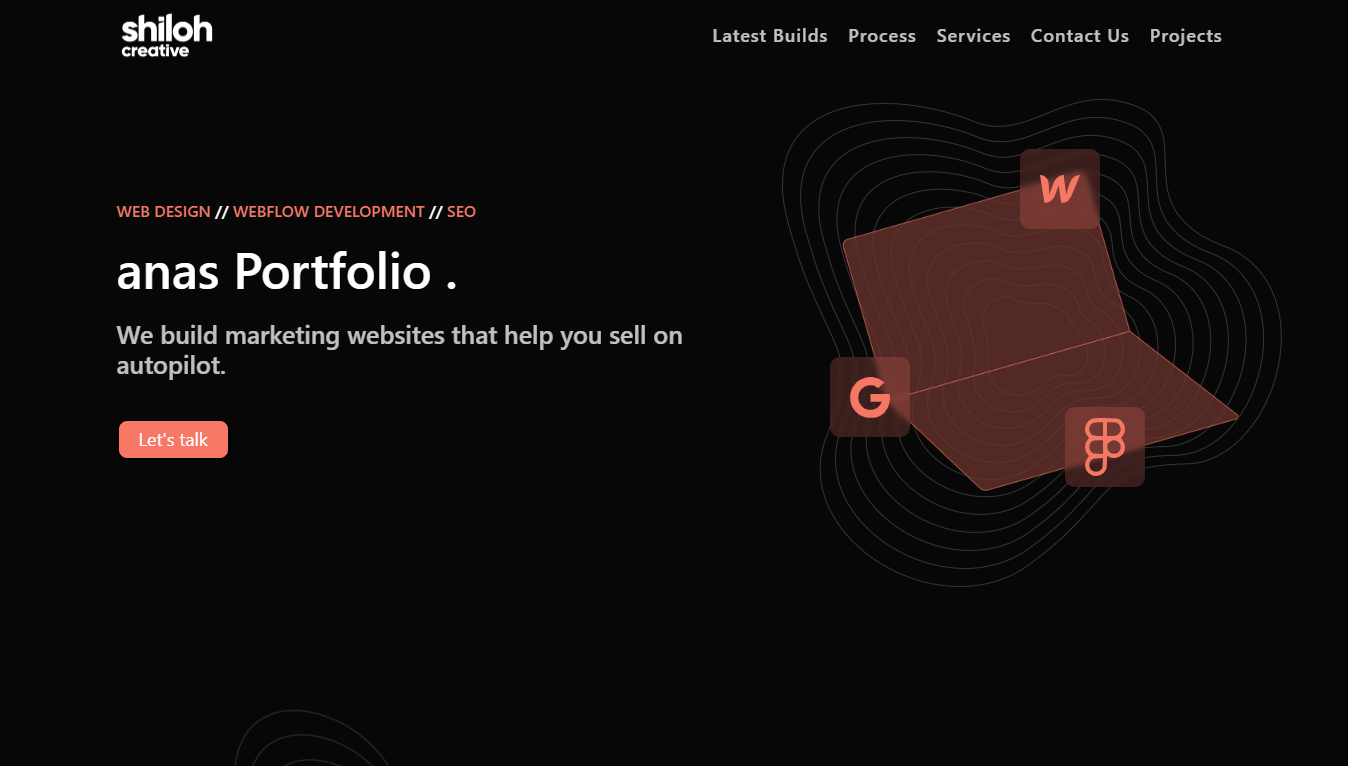 shiloh
creative
Latest Builds Process Services Contact Us Projects
WEB DESIGN // WEBFLOW DEVELOPMENT // SEO
anas Portfolio .
We build marketing websites that help you sell on
autopilot.
Let's talk
W
G